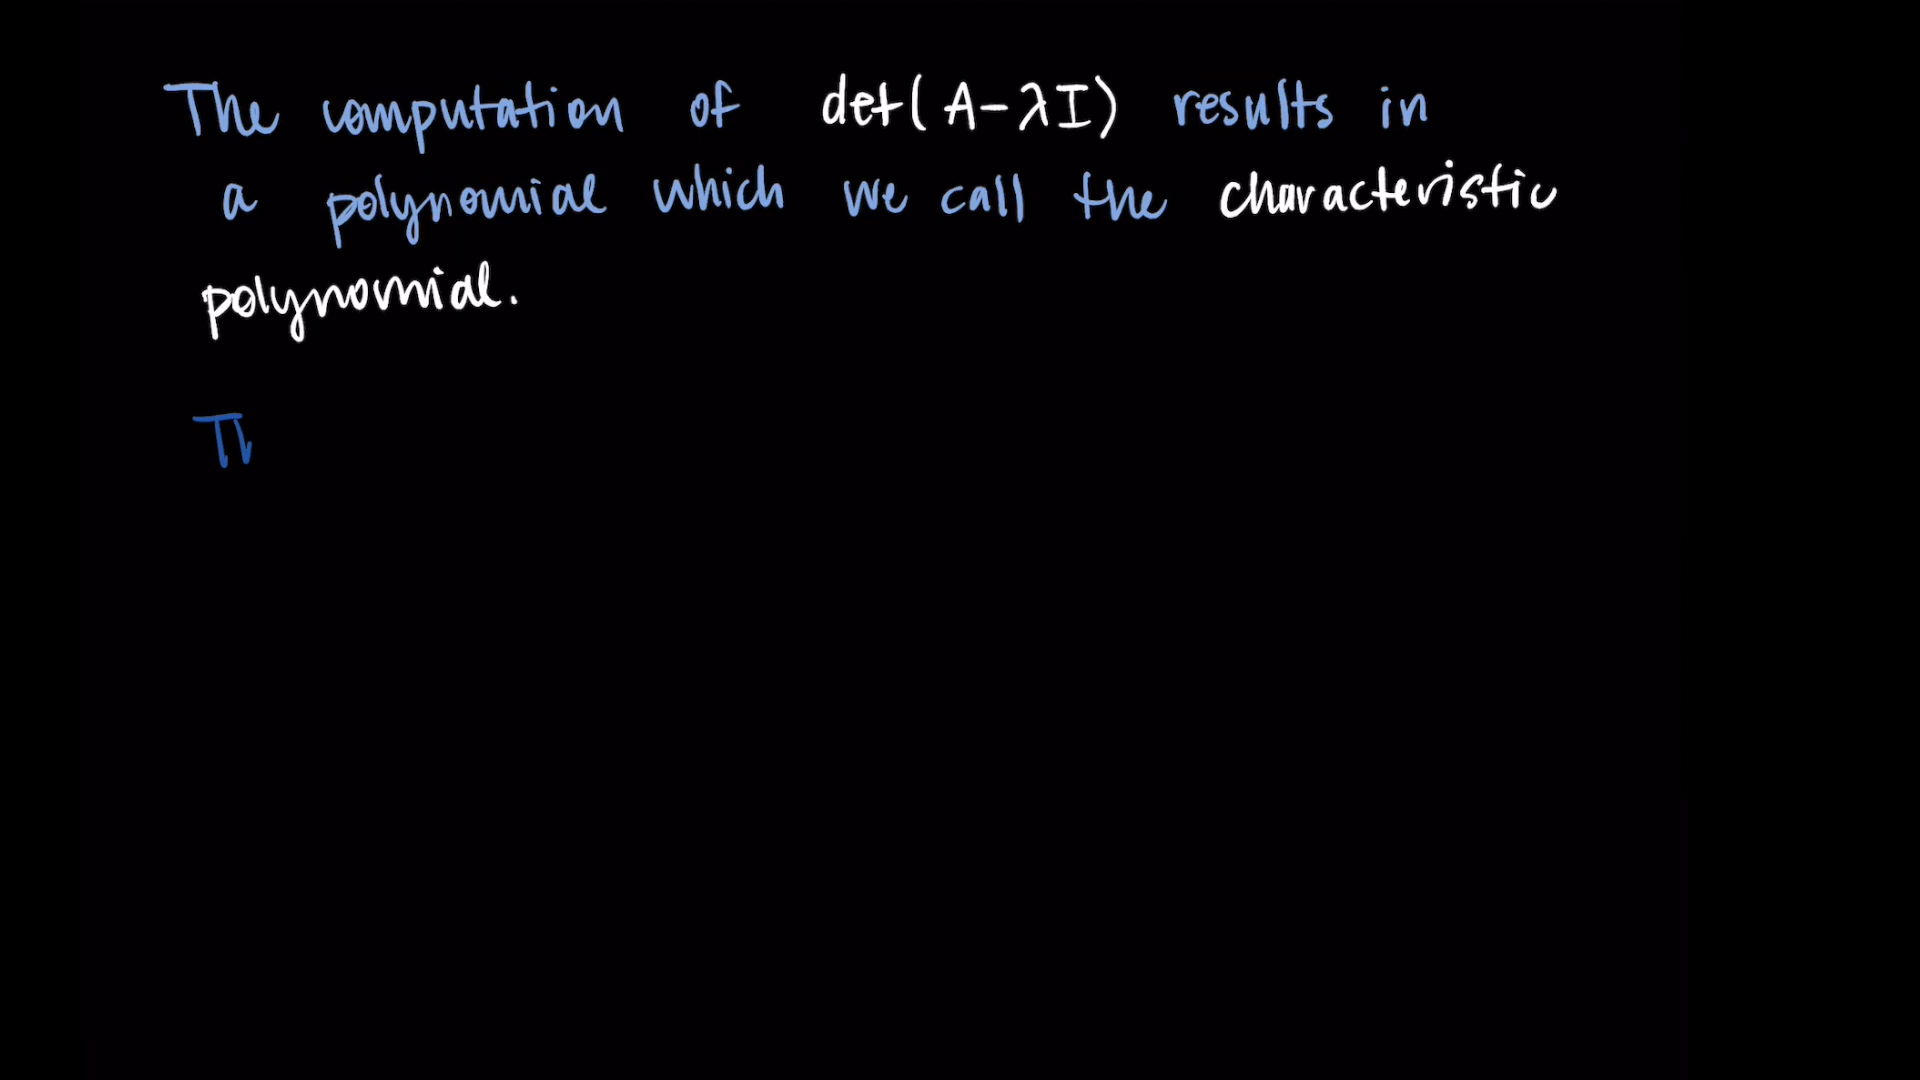 The computation of det(A-λI) results in
a polynomial which we call the characteristic
polynomial.